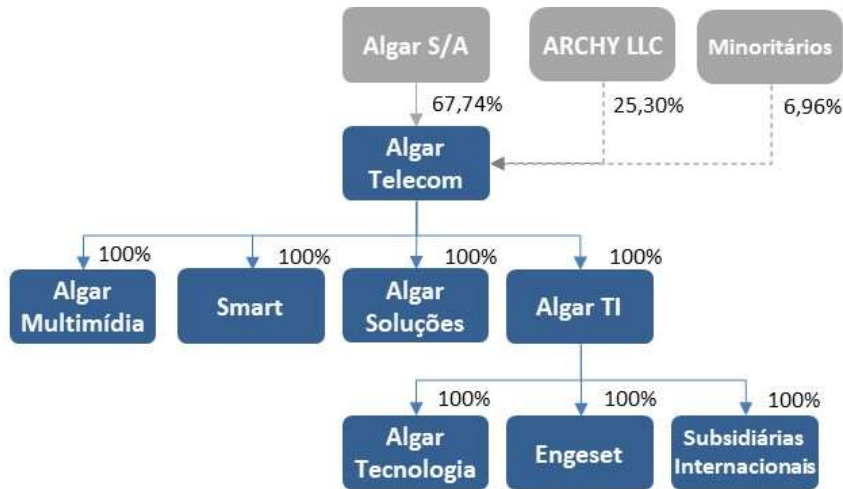 Algar S/A
ARCHY LLC
Minoritários
67,74%
25,30%
6,96%
Algar
Telecom
100%
100%
100%
100%
Algar
Multimídia
Smart
Algar
Soluções
Algar TI
100%
100%
100%
Algar
Tecnologia
Engeset
Subsidiárias
Internacionais